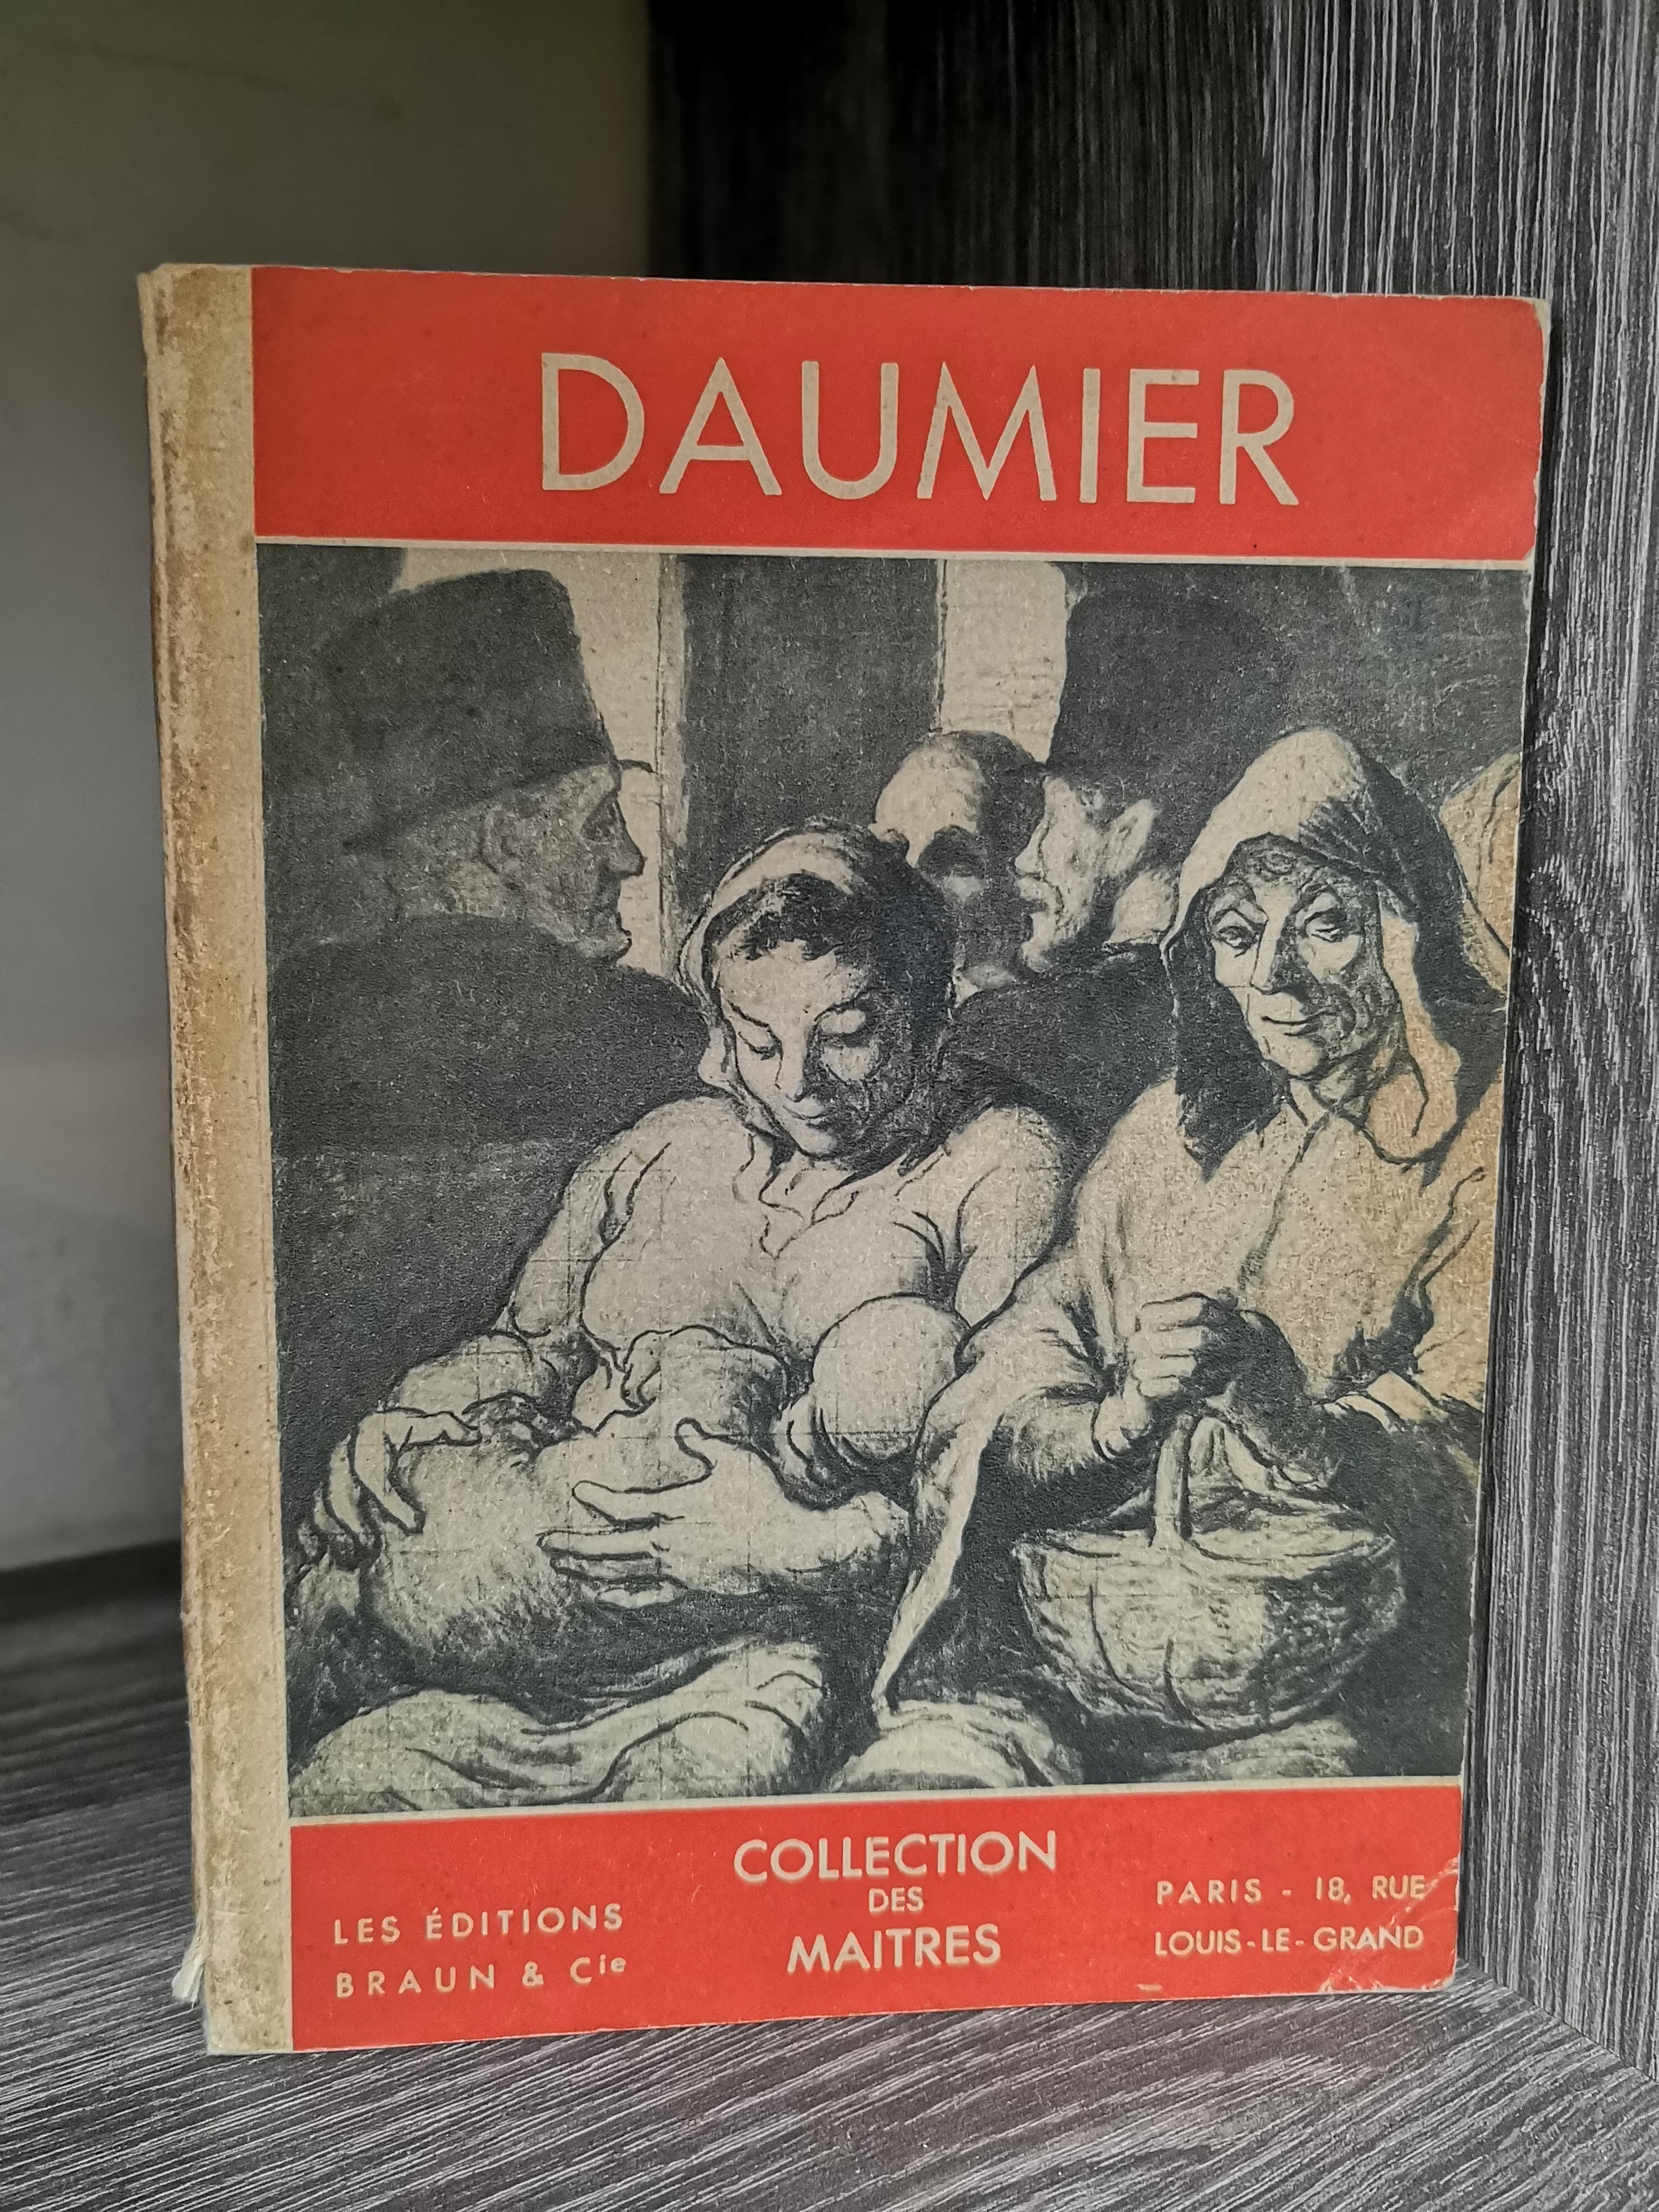 DAUMIER
LES ÉDITIONS
BRAUN & Cie
COLLECTION
DES
MAITRES
PARIS - 18, RUE
LOUIS-LE-GRAND